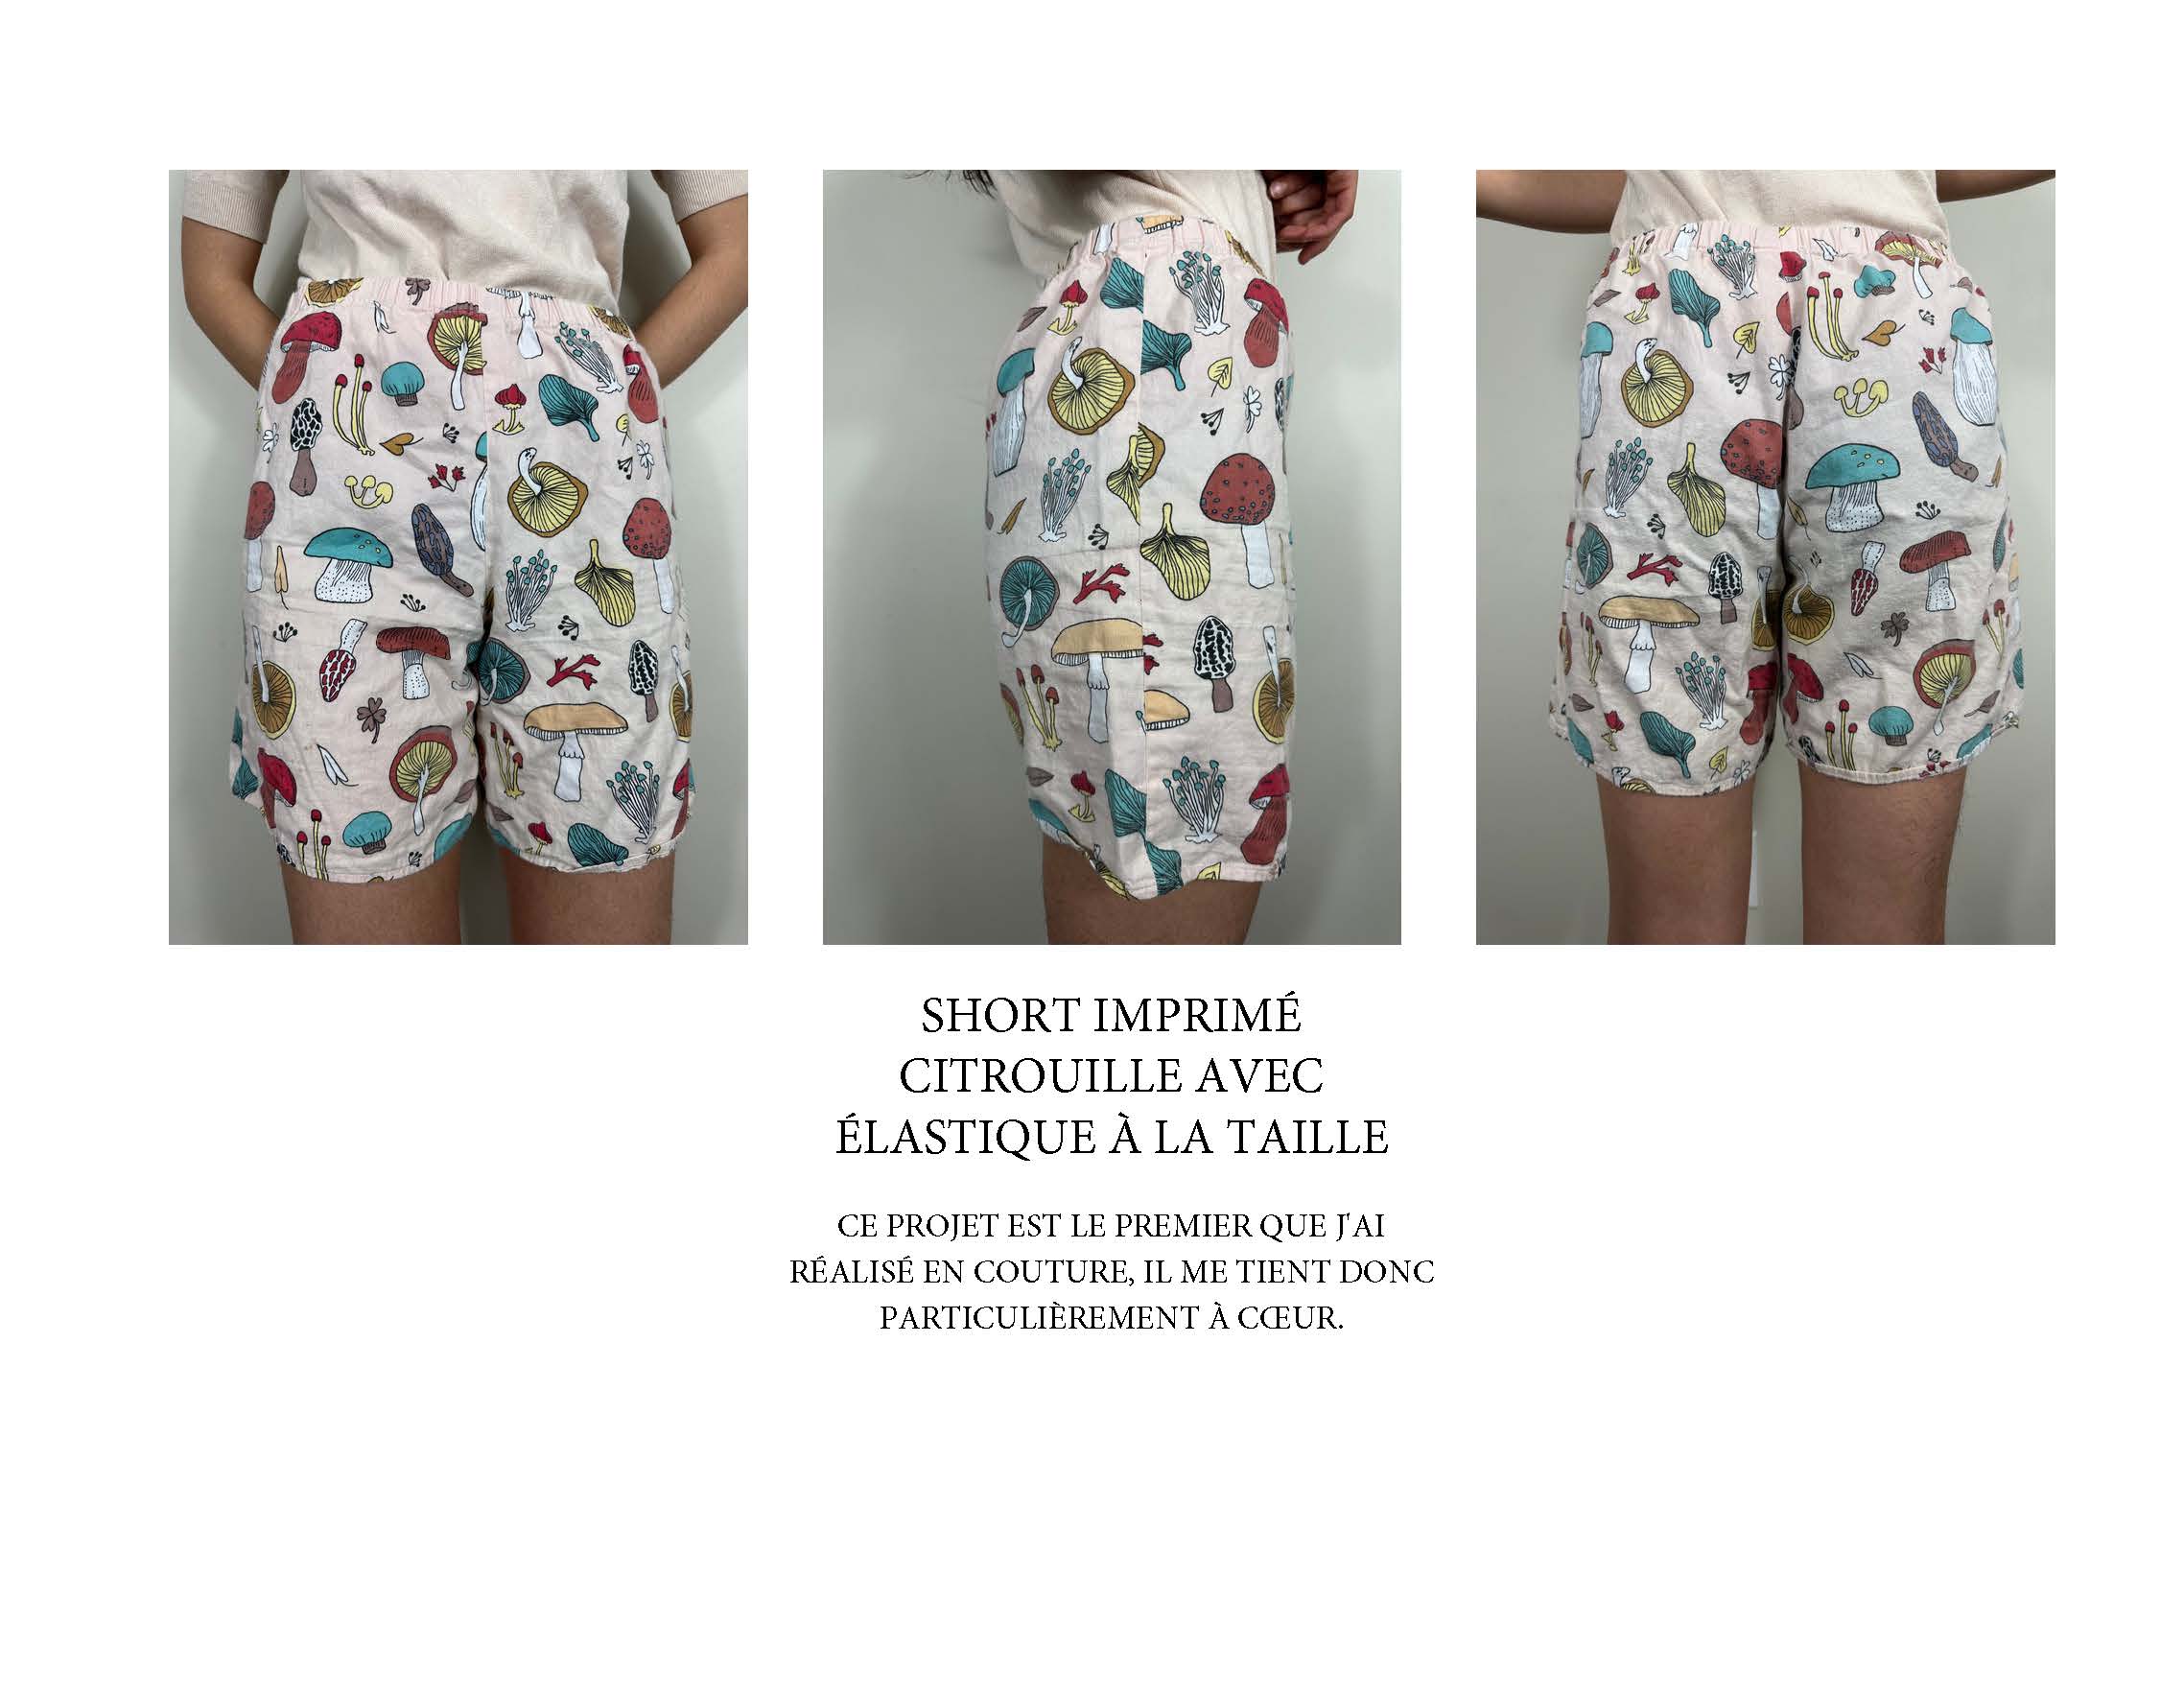 SHORT IMPRIMÉ
CITROUILLE AVEC
ÉLASTIQUE À LA TAILLE
CE PROJET EST LE PREMIER QUE J'AI
RÉALISÉ EN COUTURE, IL ME TIENT DONC
PARTICULIÈREMENT À CŒUR.